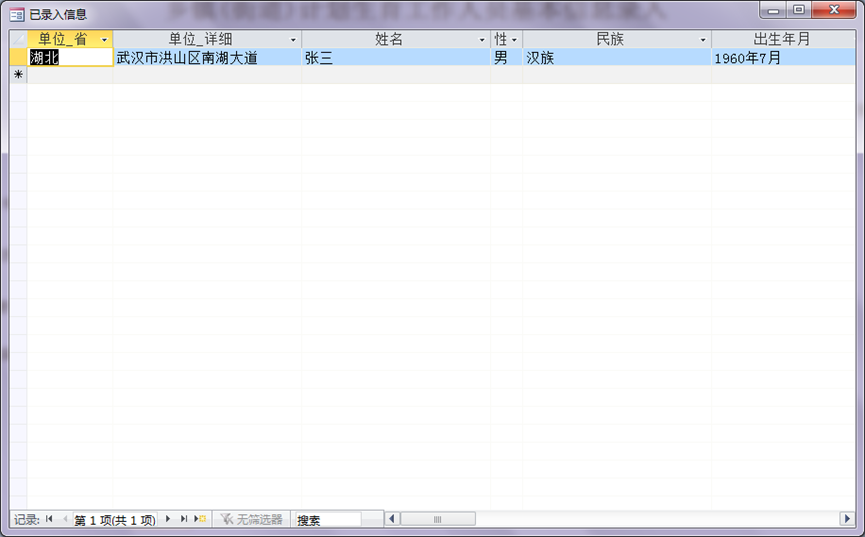 已录入信息
单位_省 单位_详细 姓名 性 民族 出生年月
湖北 武汉市洪山区南湖大道 张三 男 汉族 1960年7月
记录: 第 1 项(共 1 项) 无筛选器 搜索